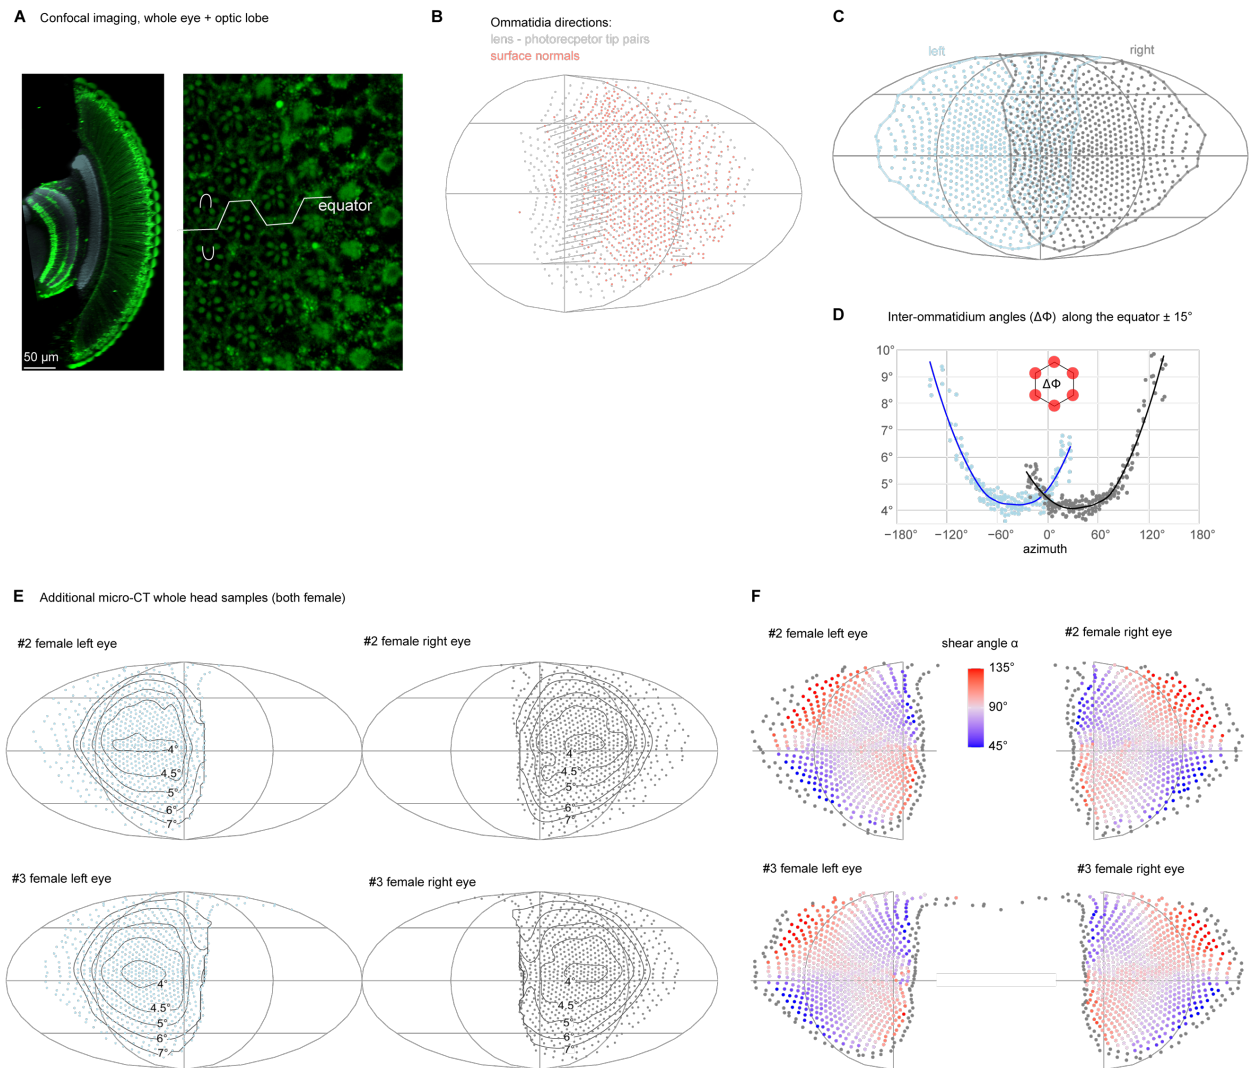 A Confocal imaging, whole eye + optic lobe
50 µm
equator
B
Ommatidia directions:
lens - photorecpetor tip pairs
surface normals
C
left
right
D Inter-ommatidium angles (ΔΦ) along the equator ± 15°
10°
9°
8°
7°
6°
5°
4°
ΔΦ
−180° −120° −60° 0° 60° 120° 180°
azimuth
E Additional micro-CT whole head samples (both female)
#2 female left eye
4°
4.5°
5°
6°
7°
#2 female right eye
4°
4.5°
5°
6°
7°
#3 female left eye
4°
4.5°
5°
6°
7°
#3 female right eye
4°
4.5°
5°
6°
7°
F
#2 female left eye
shear angle α
135°
90°
45°
#2 female right eye
#3 female left eye
#3 female right eye